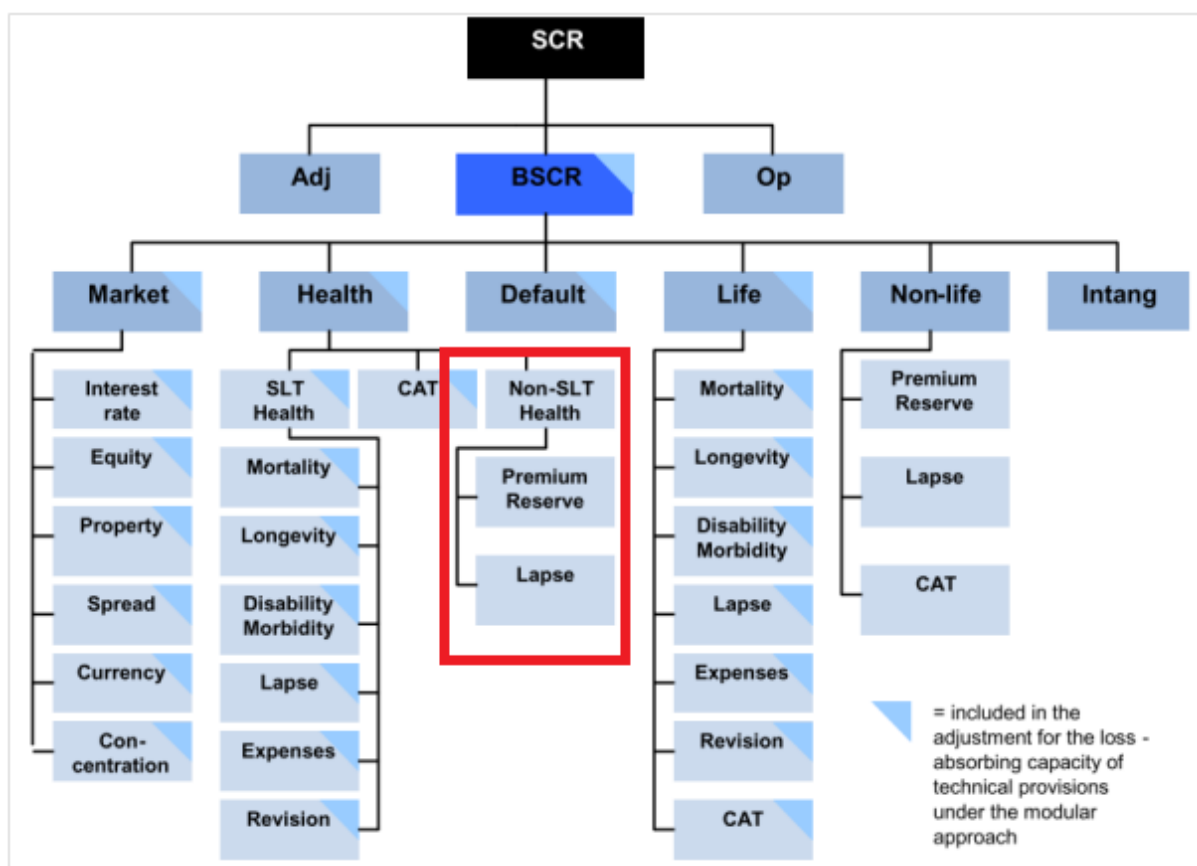 SCR
Adj
BSCR
Op
Market
Health
Default
Life
Non-life
Intang
Interest
rate
Equity
Property
Spread
Currency
Con-
centration
SLT
Health
Mortality
Longevity
Disability
Morbidity
Lapse
Expenses
Revision
CAT
Non-SLT
Health
Premium
Reserve
Lapse
Mortality
Longevity
Disability
Morbidity
Lapse
Expenses
Revision
CAT
Premium
Reserve
Lapse
CAT
= included in the
adjustment for the loss -
absorbing capacity of
technical provisions
under the modular
approach